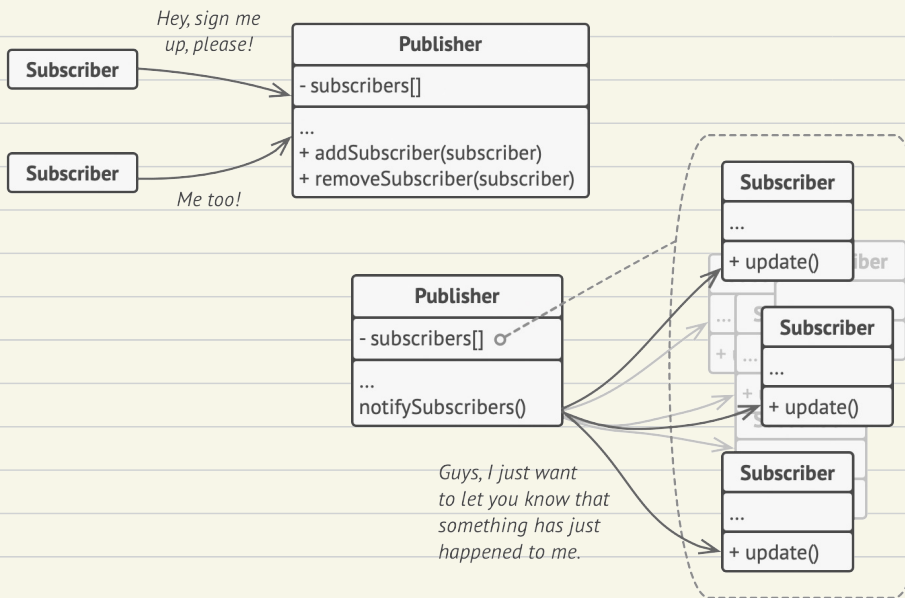 Hey, sign me
up, please!
Subscriber
Publisher
- subscribers[]
...
+ addSubscriber(subscriber)
+ removeSubscriber(subscriber)
Subscriber
Me too!
Publisher
- subscribers[]
...
notifySubscribers()
Guys, I just want
to let you know that
something has just
happened to me.
Subscriber
...
+ update()
Subscriber
...
+ update()
Subscriber
...
+ update()